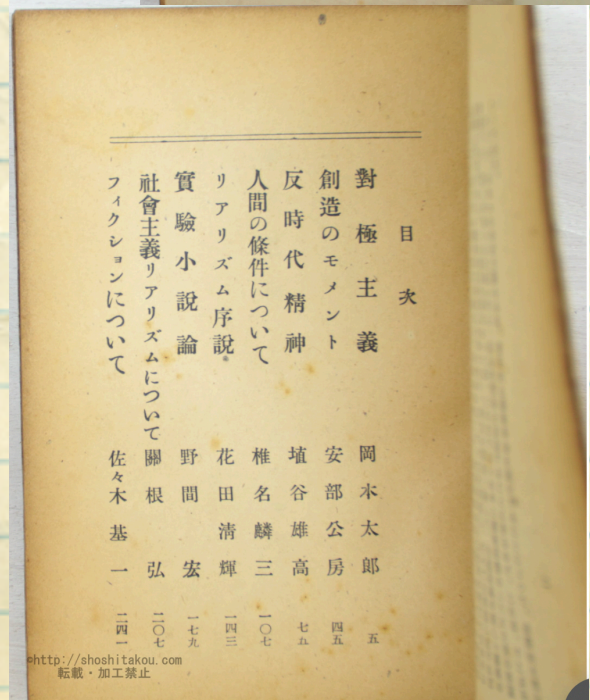 目次
對極主義 岡本太郎 五
創造のモメント 安部公房 四五
反時代精神 埴谷雄高 七五
人間の條件について 椎名麟三 一〇七
リアリズム序說 花田淸輝 一四三
實驗小說論 野間宏 一七九
社會主義リアリズムについて 關根弘 二〇七
フィクションについて 佐々木基一 二四一
©http://shoshitakou.com
転載・加工禁止